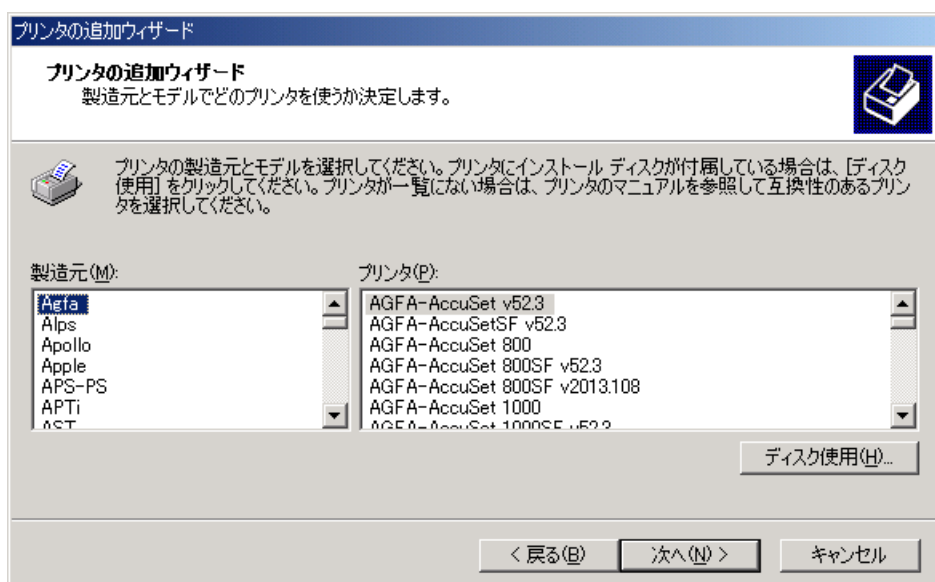 プリンタの追加ウィザード
プリンタの追加ウィザード
製造元とモデルでどのプリンタを使うか決定します。
プリンタの製造元とモデルを選択してください。プリンタにインストール ディスクが付属している場合は、[ディスク
使用] をクリックしてください。プリンタが一覧にない場合は、プリンタのマニュアルを参照して互換性のあるプリン
タを選択してください。
製造元(M):
Agfa
Alps
Apollo
Apple
APS-PS
APTi
AST
プリンタ(P):
AGFA-AccuSet v52.3
AGFA-AccuSetSF v52.3
AGFA-AccuSet 800
AGFA-AccuSet 800SF v52.3
AGFA-AccuSet 800SF v2013.108
AGFA-AccuSet 1000
AGFA-AccuSet 1000SF v52.3
ディスク使用(H)...
< 戻る(B)
次へ(N) >
キャンセル